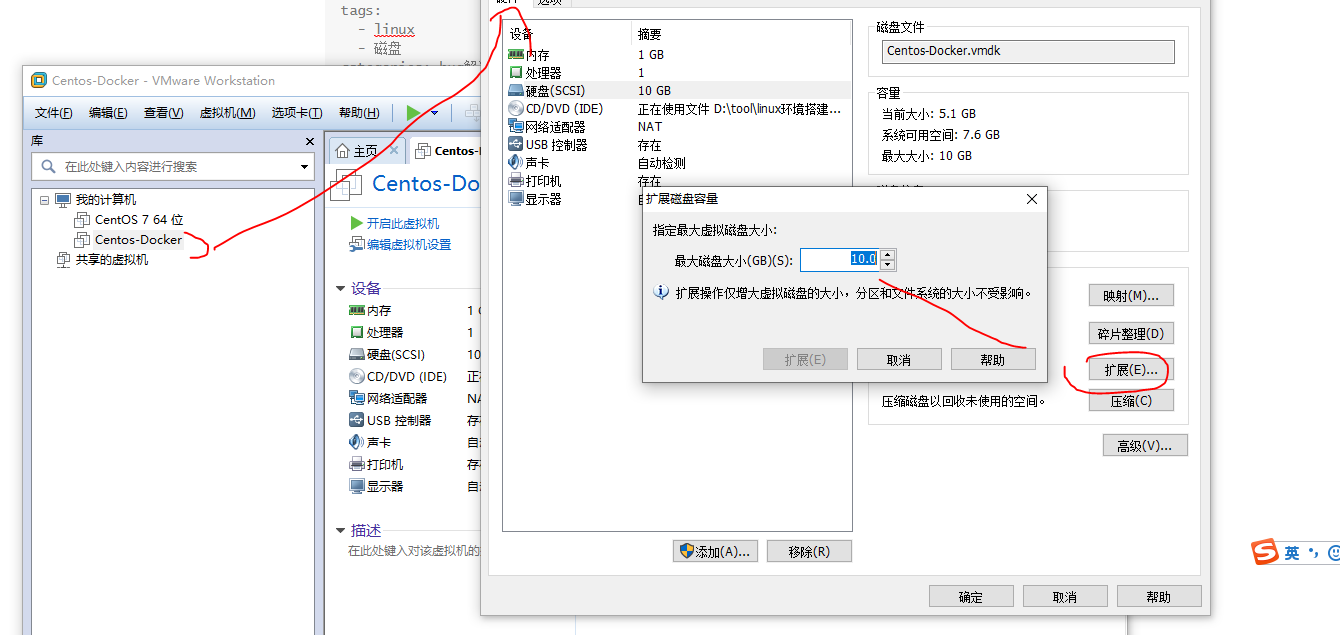 tags:
- linux
- 磁盘
Centos-Docker - VMware Workstation
文件(F) 编辑(E) 查看(V) 虚拟机(M) 选项卡(T) 帮助(H)
库
在此处键入内容进行搜索
我的计算机
CentOS 7 64 位
Centos-Docker
共享的虚拟机
主页
Centos-
Centos-Do
开启此虚拟机
编辑虚拟机设置
设备
内存 1
处理器 1
硬盘(SCSI) 10
CD/DVD (IDE) 正
网络适配器 NA
USB 控制器 存
声卡 自
打印机 存
显示器 自
描述
在此处键入对该虚拟机的
硬件 选项
设备 摘要
内存 1 GB
处理器 1
硬盘(SCSI) 10 GB
CD/DVD (IDE) 正在使用文件 D:\tool\linux环境搭建...
网络适配器 NAT
USB 控制器 存在
声卡 自动检测
打印机 存在
显示器
添加(A)... 移除(R)
磁盘文件
Centos-Docker.vmdk
容量
当前大小: 5.1 GB
系统可用空间: 7.6 GB
最大大小: 10 GB
扩展磁盘容量
指定最大虚拟磁盘大小:
最大磁盘大小(GB)(S): 10.0
扩展操作仅增大虚拟磁盘的大小，分区和文件系统的大小不受影响。
扩展(E) 取消 帮助
映射(M)...
碎片整理(D)
扩展(E)...
压缩磁盘以回收未使用的空间。 压缩(C)
高级(V)...
确定 取消 帮助
英